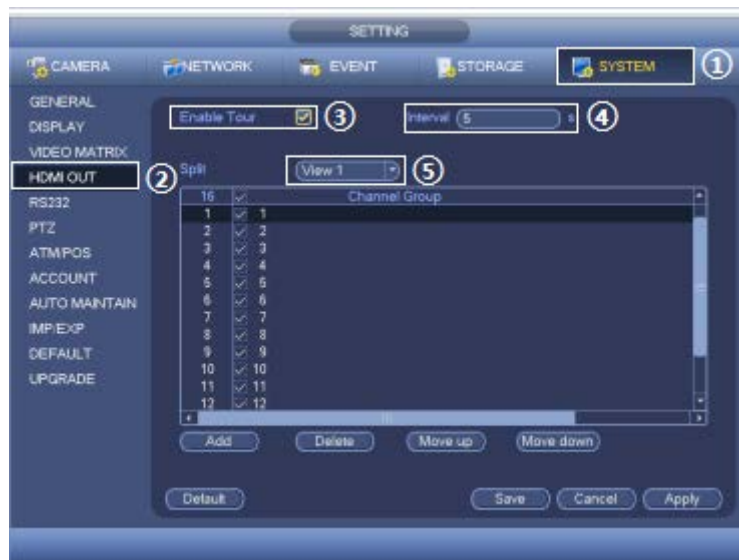 SETTING
CAMERA NETWORK EVENT STORAGE SYSTEM ①
GENERAL
DISPLAY
VIDEO MATRIX
HDMI OUT ②
RS232
PTZ
ATM/POS
ACCOUNT
AUTO MAINTAIN
IMP/EXP
DEFAULT
UPGRADE
Enable Tour ③ Interval 5 s ④
Split View 1 ⑤
16 Channel Group
1 1
2 2
3 3
4 4
5 5
6 6
7 7
8 8
9 9
10 10
11 11
12 12
Add Delete Move up Move down
Default Save Cancel Apply